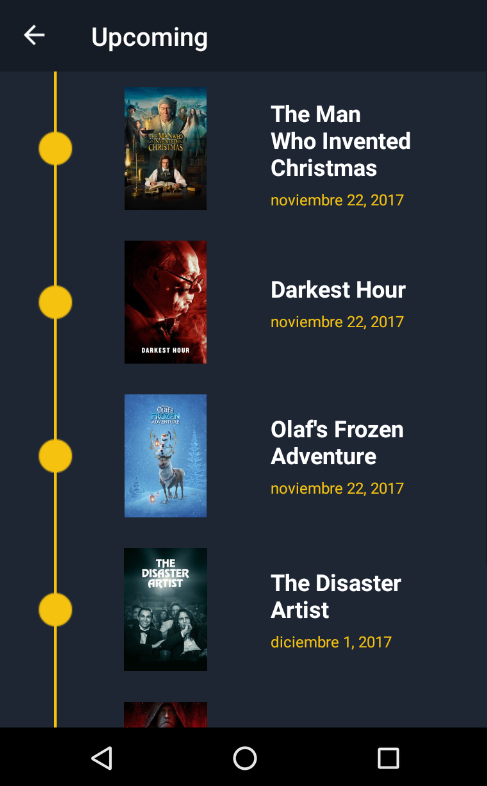 Upcoming
THE MAN WHO
INVENTED
CHRISTMAS
The Man
Who Invented
Christmas
noviembre 22, 2017
DARKEST HOUR
Darkest Hour
noviembre 22, 2017
Olaf's
FROZEN
ADVENTURE
Olaf's Frozen
Adventure
noviembre 22, 2017
THE
DISASTER
ARTIST
The Disaster
Artist
diciembre 1, 2017